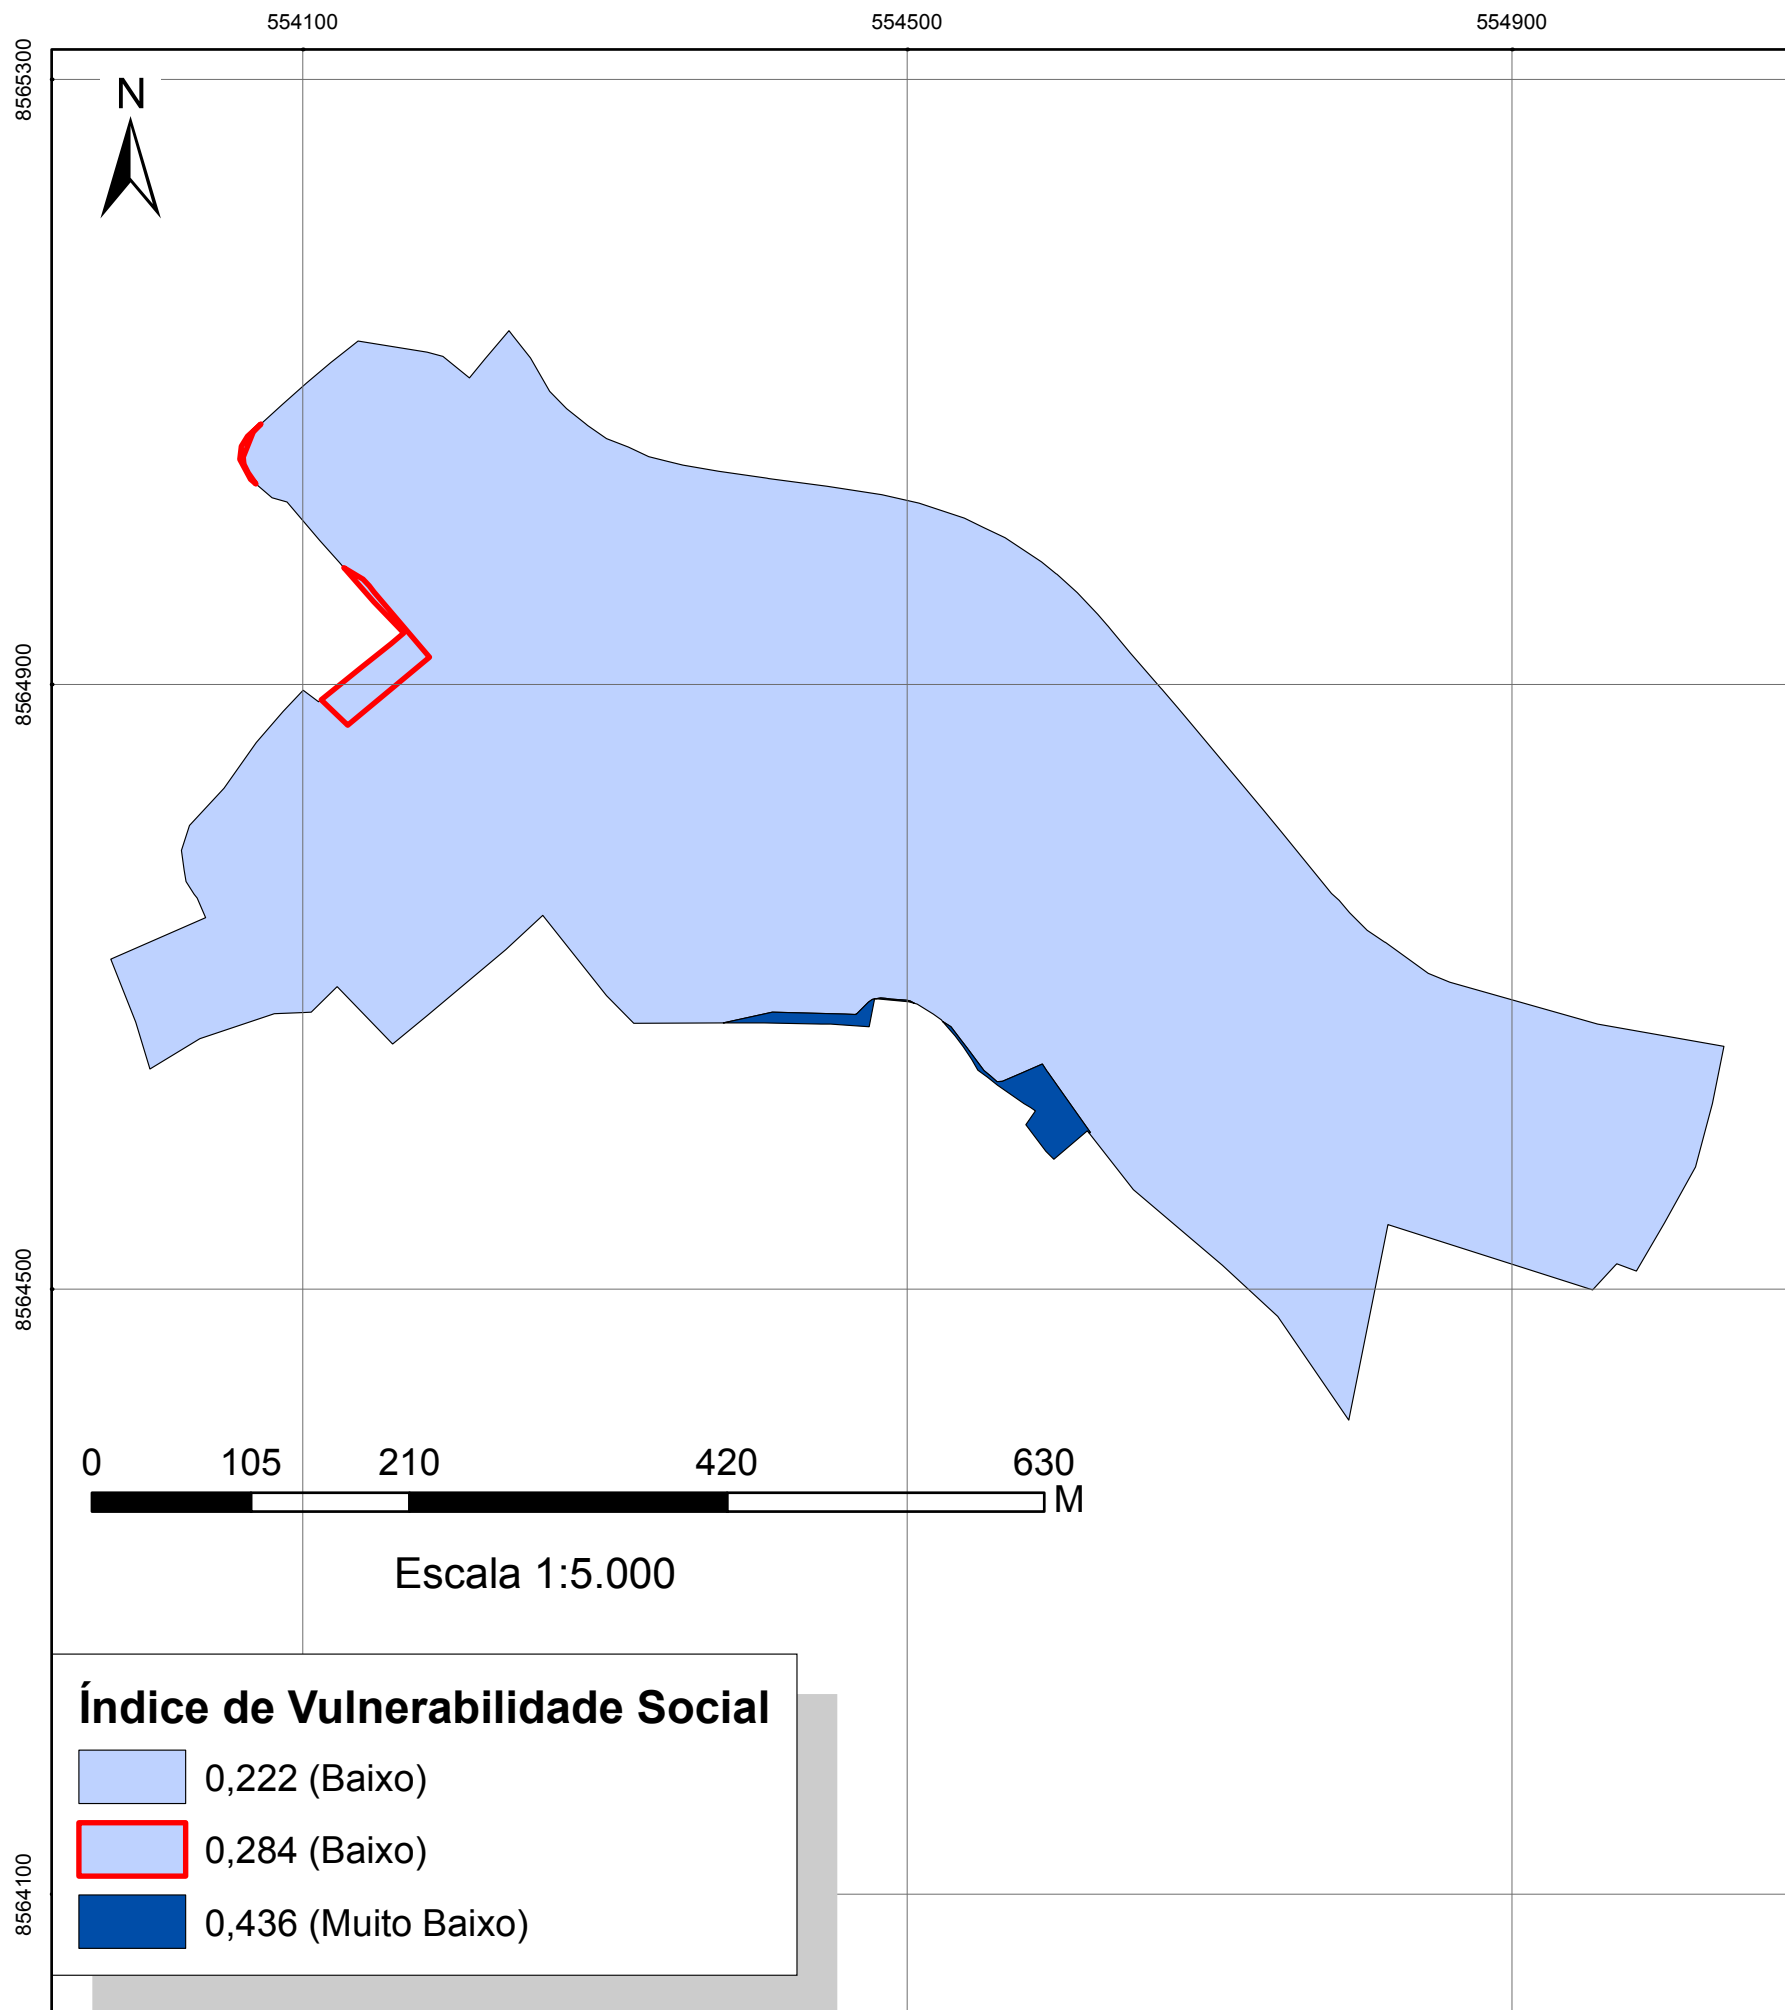 554100
554500
554900
8565300
N
8564900
8564500
0 105 210 420 630
M
Escala 1:5.000
Índice de Vulnerabilidade Social
0,222 (Baixo)
0,284 (Baixo)
8564100
0,436 (Muito Baixo)